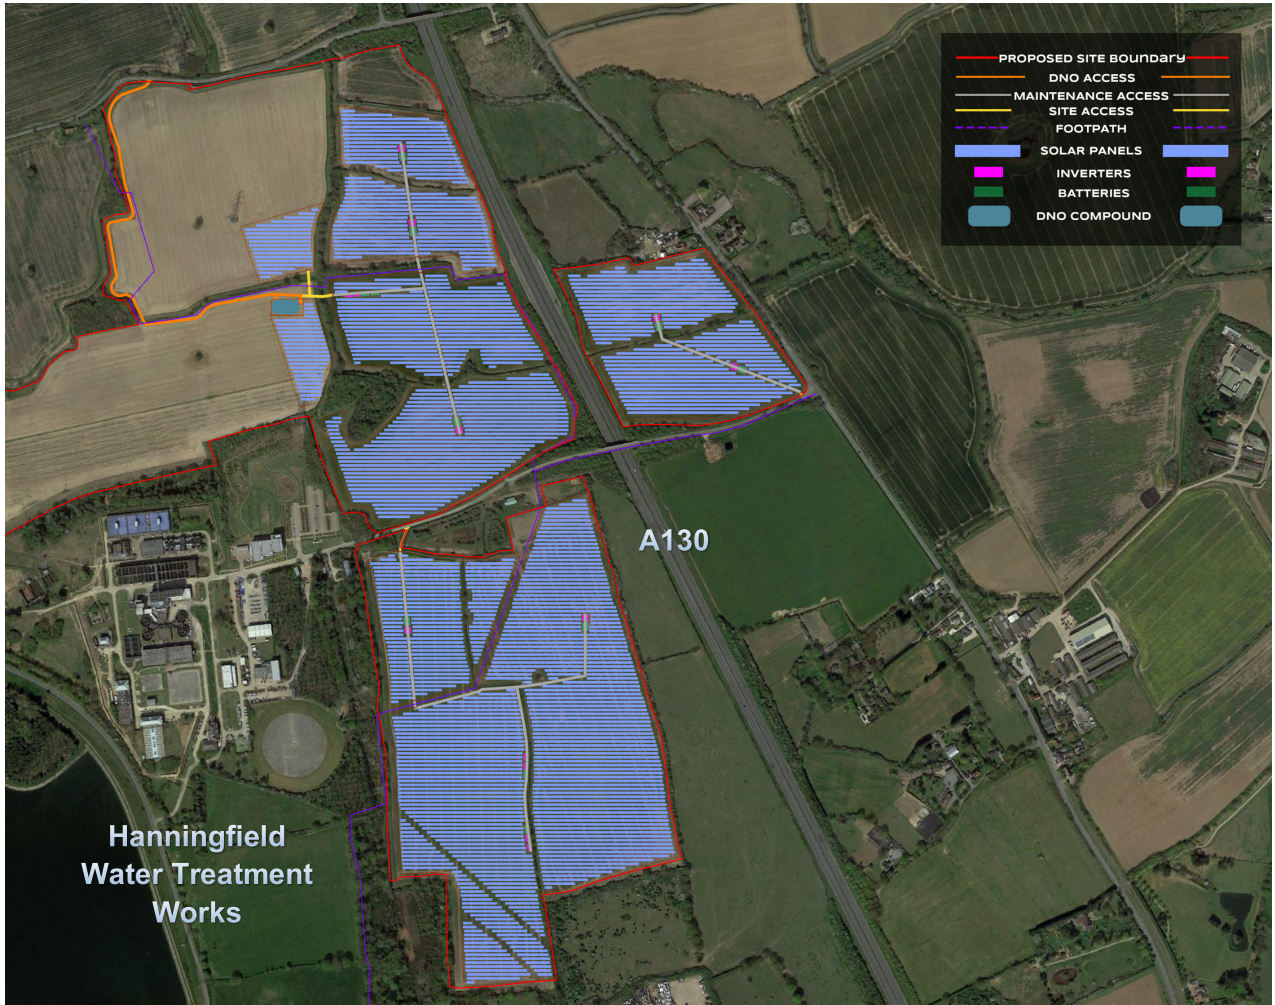 PROPOSED SITE BOUNDARY
DNO ACCESS
MAINTENANCE ACCESS
SITE ACCESS
FOOTPATH
SOLAR PANELS
INVERTERS
BATTERIES
DNO COMPOUND
A130
Hanningfield
Water Treatment
Works